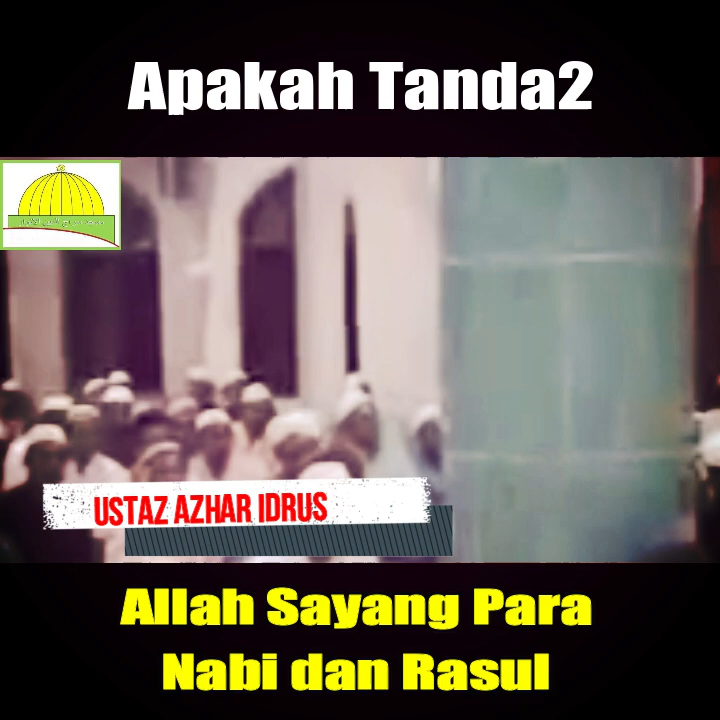 Apakah Tanda2
USTAZ AZHAR IDRUS
Allah Sayang Para
Nabi dan Rasul